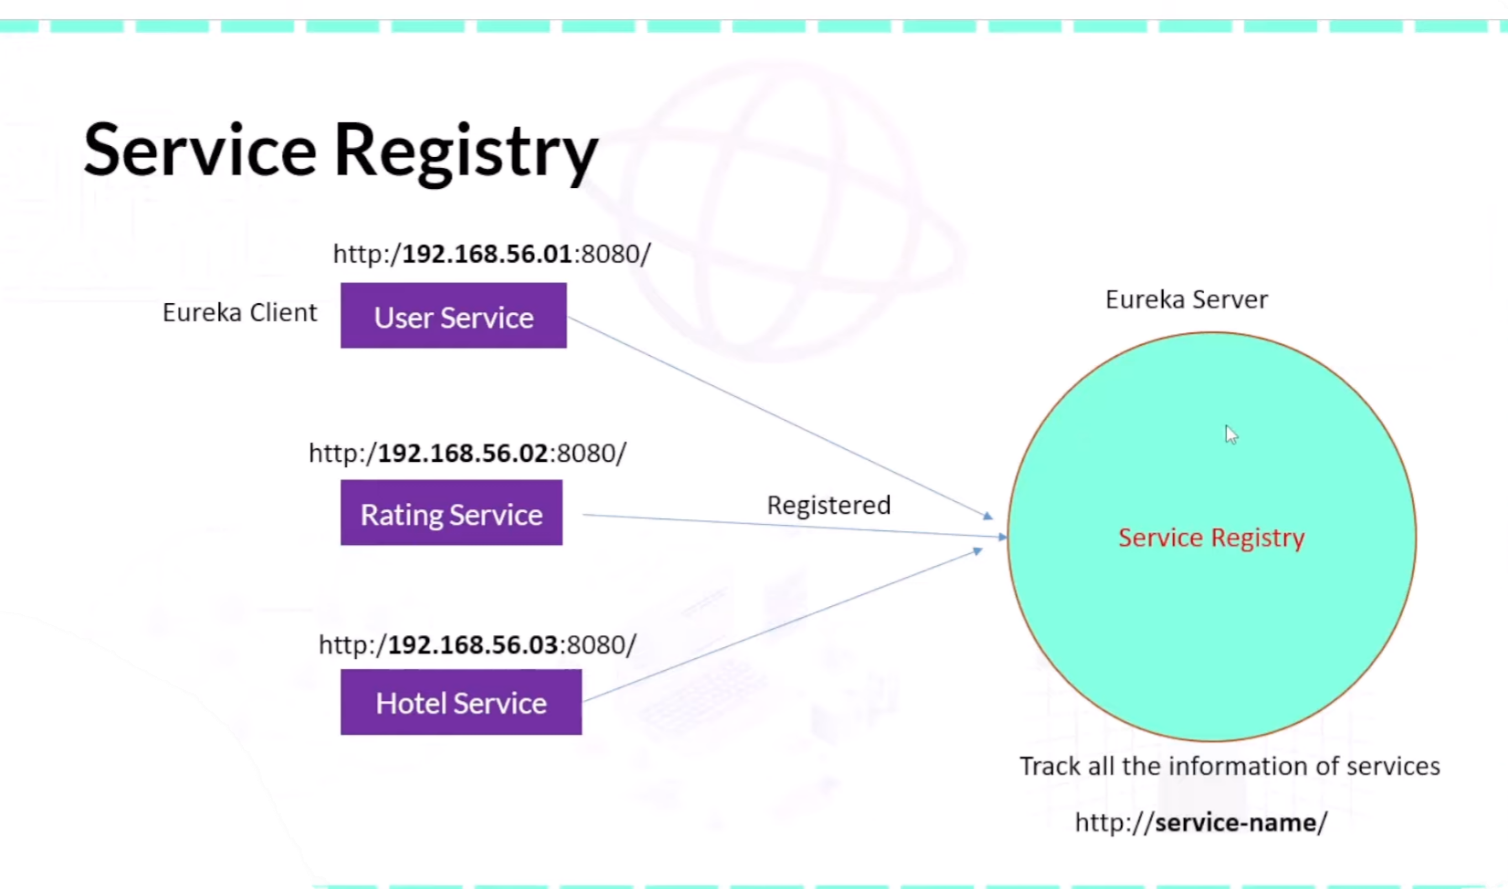 Service Registry
http:/192.168.56.01:8080/
Eureka Client
User Service
Eureka Server
http:/192.168.56.02:8080/
Rating Service
Registered
Service Registry
http:/192.168.56.03:8080/
Hotel Service
Track all the information of services
http://service-name/